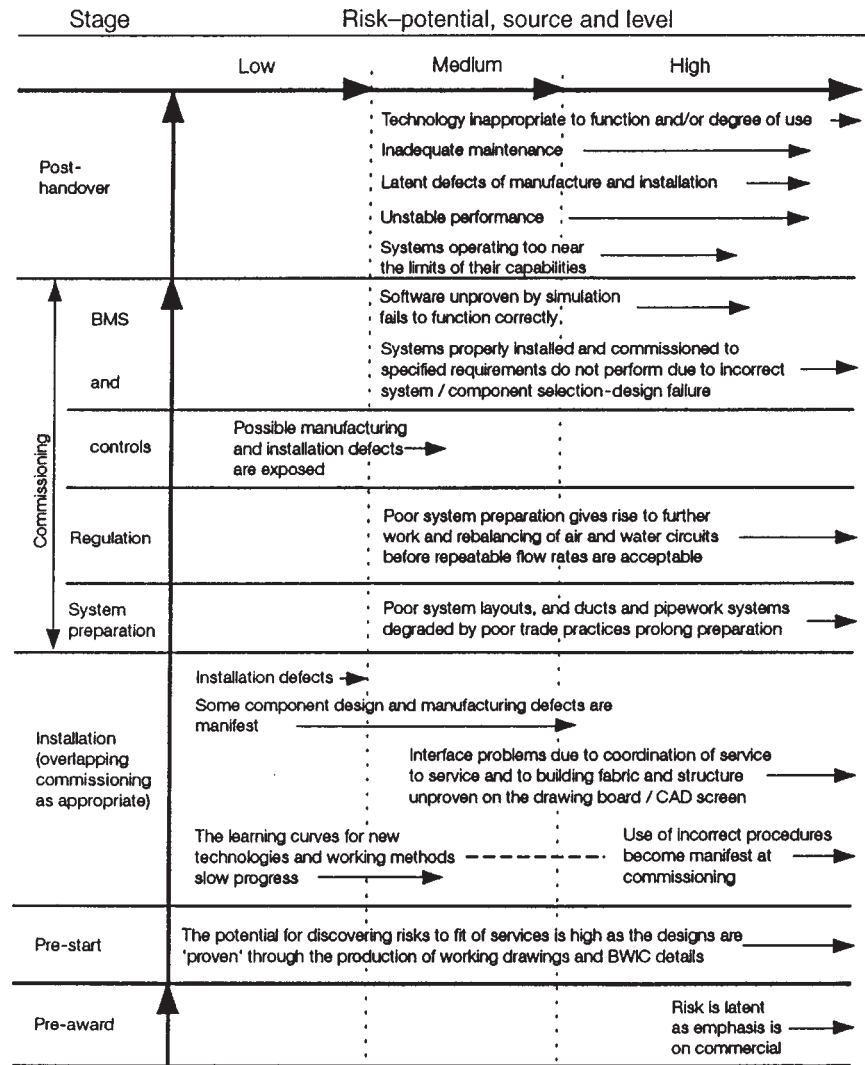 Stage
Risk–potential, source and level
Low
Medium
High
Post-
handover
Technology inappropriate to function and/or degree of use
Inadequate maintenance
Latent defects of manufacture and installation
Unstable performance
Systems operating too near
the limits of their capabilities
Commissioning
BMS
and
controls
Software unproven by simulation
fails to function correctly
Systems properly installed and commissioned to
specified requirements do not perform due to incorrect
system / component selection-design failure
Possible manufacturing
and installation defects
are exposed
Regulation
Poor system preparation gives rise to further
work and rebalancing of air and water circuits
before repeatable flow rates are acceptable
System
preparation
Poor system layouts, and ducts and pipework systems
degraded by poor trade practices prolong preparation
Installation
(overlapping
commissioning
as appropriate)
Installation defects
Some component design and manufacturing defects are
manifest
Interface problems due to coordination of service
to service and to building fabric and structure
unproven on the drawing board / CAD screen
The learning curves for new
technologies and working methods
slow progress
Use of incorrect procedures
become manifest at
commissioning
Pre-start
The potential for discovering risks to fit of services is high as the designs are
'proven' through the production of working drawings and BWIC details
Pre-award
Risk is latent
as emphasis is
on commercial